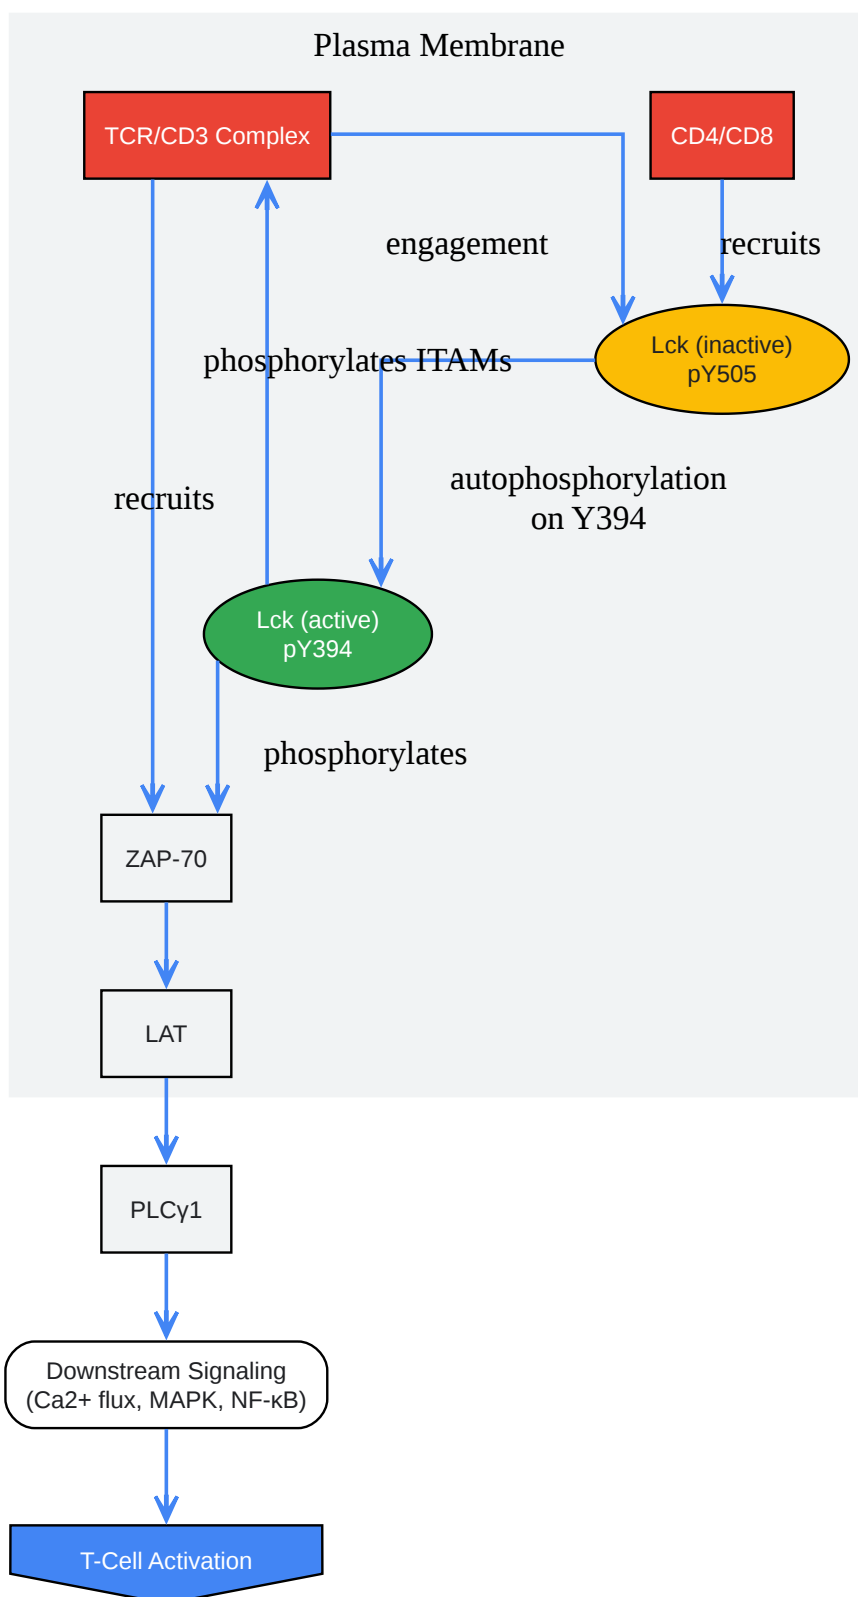 Plasma Membrane
TCR/CD3 Complex
CD4/CD8
engagement
recruits
Lck (inactive)
pY505
phosphorylates ITAMs
autophosphorylation
on Y394
recruits
Lck (active)
pY394
phosphorylates
ZAP-70
LAT
PLCγ1
Downstream Signaling
(Ca2+ flux, MAPK, NF-κB)
T-Cell Activation